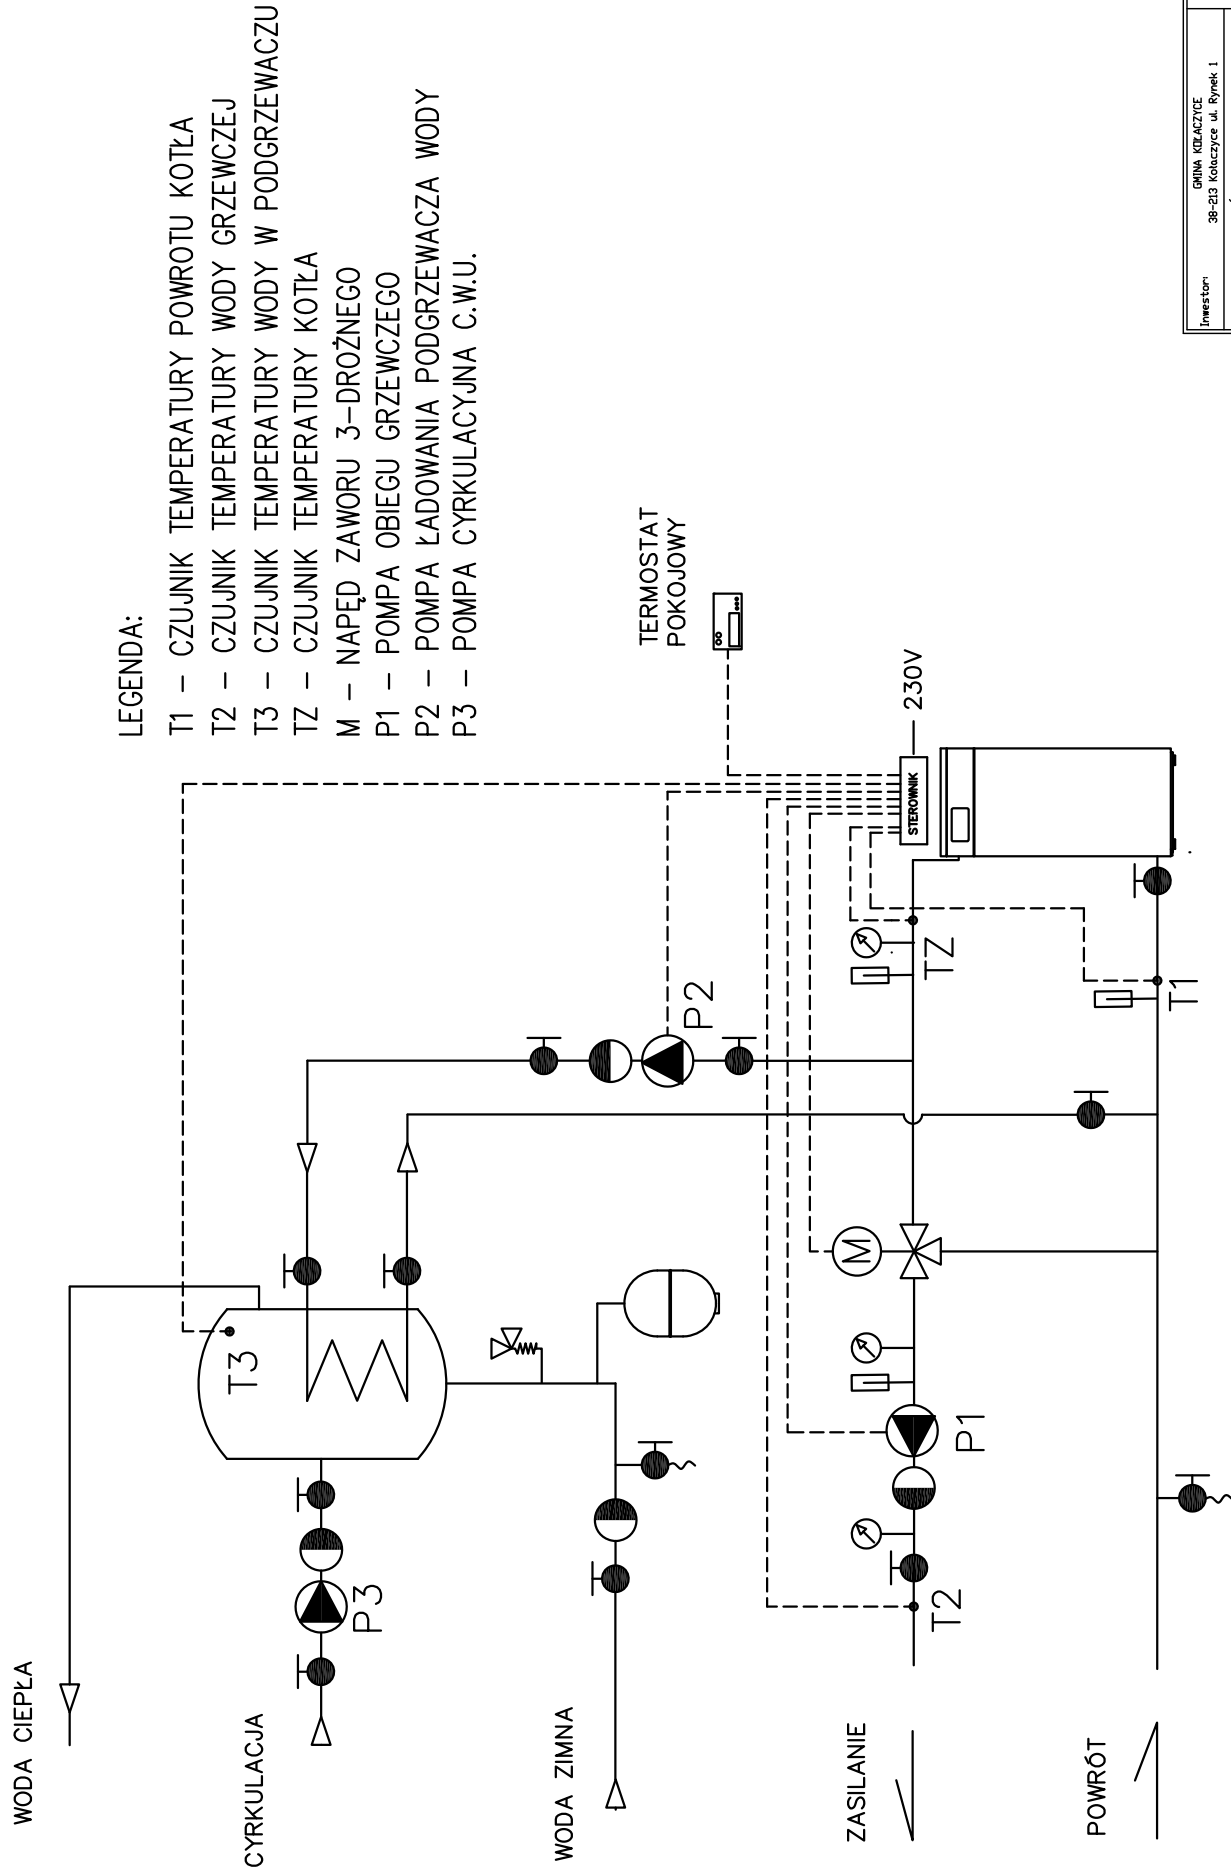 LEGENDA:
T1 – CZUJNIK TEMPERATURY POWROTU KOTŁA
T2 – CZUJNIK TEMPERATURY WODY GRZEWCZEJ
T3 – CZUJNIK TEMPERATURY WODY W PODGRZEWACZU
TZ – CZUJNIK TEMPERATURY KOTŁA
M – NAPĘD ZAWORU 3-DROŻNEGO
P1 – POMPA OBIEGU GRZEWCZEGO
P2 – POMPA ŁADOWANIA PODGRZEWACZA WODY
P3 – POMPA CYRKULACYJNA C.W.U.
TERMOSTAT
POKOJOWY
230V
STEROWNIK
WODA CIEPŁA
T3
P2
CYRKULACJA
P3
WODA ZIMNA
M
TZ
T1
P1
T2
ZASILANIE
POWRÓT
Inwestor:
GMINA KOŁACZYCE
38-213 Kołaczyce ul. Rynek 1